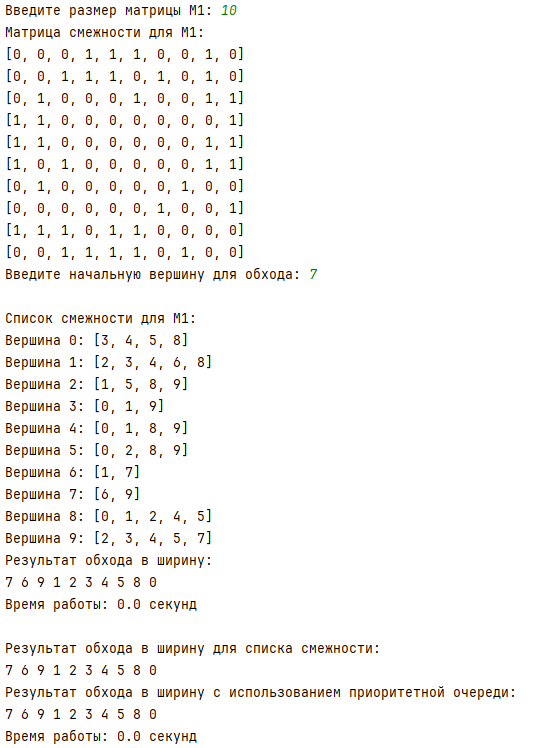 Введите размер матрицы M1: 10
Матрица смежности для M1:
[0, 0, 0, 1, 1, 1, 0, 0, 1, 0]
[0, 0, 1, 1, 1, 0, 1, 0, 1, 0]
[0, 1, 0, 0, 0, 1, 0, 0, 1, 1]
[1, 1, 0, 0, 0, 0, 0, 0, 0, 1]
[1, 1, 0, 0, 0, 0, 0, 0, 1, 1]
[1, 0, 1, 0, 0, 0, 0, 0, 1, 1]
[0, 1, 0, 0, 0, 0, 0, 1, 0, 0]
[0, 0, 0, 0, 0, 0, 1, 0, 0, 1]
[1, 1, 1, 0, 1, 1, 0, 0, 0, 0]
[0, 0, 1, 1, 1, 1, 0, 1, 0, 0]
Введите начальную вершину для обхода: 7
Список смежности для M1:
Вершина 0: [3, 4, 5, 8]
Вершина 1: [2, 3, 4, 6, 8]
Вершина 2: [1, 5, 8, 9]
Вершина 3: [0, 1, 9]
Вершина 4: [0, 1, 8, 9]
Вершина 5: [0, 2, 8, 9]
Вершина 6: [1, 7]
Вершина 7: [6, 9]
Вершина 8: [0, 1, 2, 4, 5]
Вершина 9: [2, 3, 4, 5, 7]
Результат обхода в ширину:
7 6 9 1 2 3 4 5 8 0
Время работы: 0.0 секунд
Результат обхода в ширину для списка смежности:
7 6 9 1 2 3 4 5 8 0
Результат обхода в ширину с использованием приоритетной очереди:
7 6 9 1 2 3 4 5 8 0
Время работы: 0.0 секунд